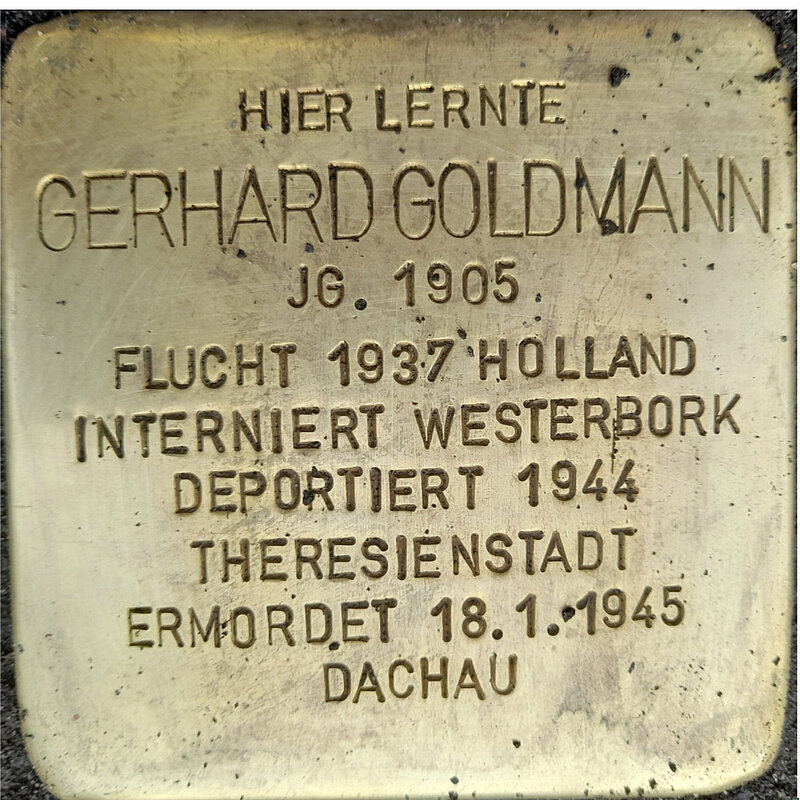 HIER LERNTE
GERHARD GOLDMANN
JG. 1905
FLUCHT 1937 HOLLAND
INTERNIERT WESTERBORK
DEPORTIERT 1944
THERESIENSTADT
ERMORDET 18.1.1945
DACHAU